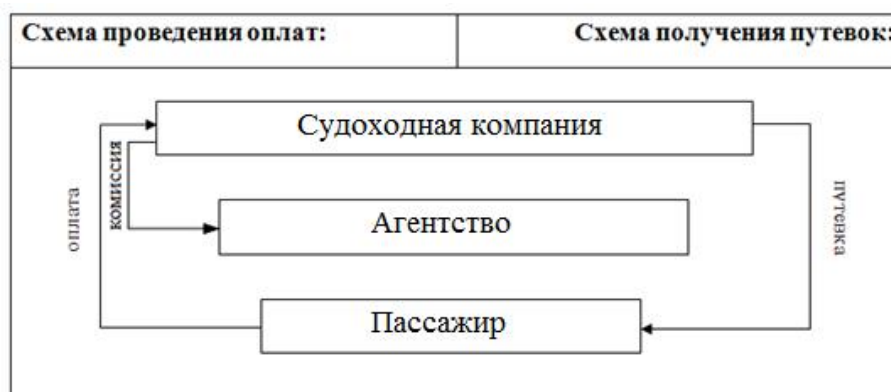 Схема проведения оплат:
Схема получения путевок:
Судоходная компания
комиссия
оплата
путевка
Агентство
Пассажир